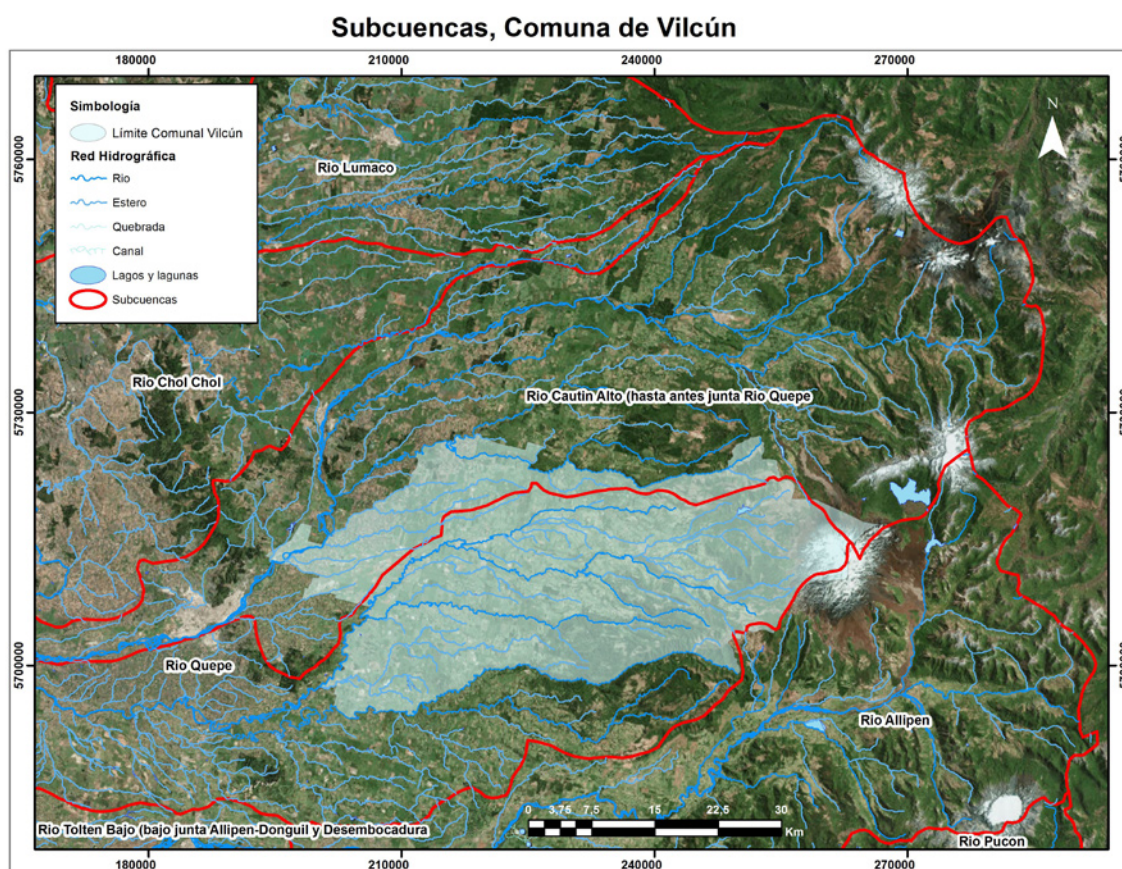 Subcuencas, Comuna de Vilcún
180000 210000 240000 270000
Simbología
Límite Comunal Vilcún
Red Hidrográfica
Rio
Estero
Quebrada
Canal
Lagos y lagunas
Subcuencas
N
5760000
5760000
Rio Lumaco
Rio Chol Chol
Rio Cautin Alto (hasta antes junta Rio Quepe
5730000
5730000
Rio Quepe
5700000
5700000
Rio Allipen
0 3,75 7,5 15 22,5 30
Km
Rio Tolten Bajo (bajo junta Allipen-Donguil y Desembocadura
Rio Pucon
180000 210000 240000 270000